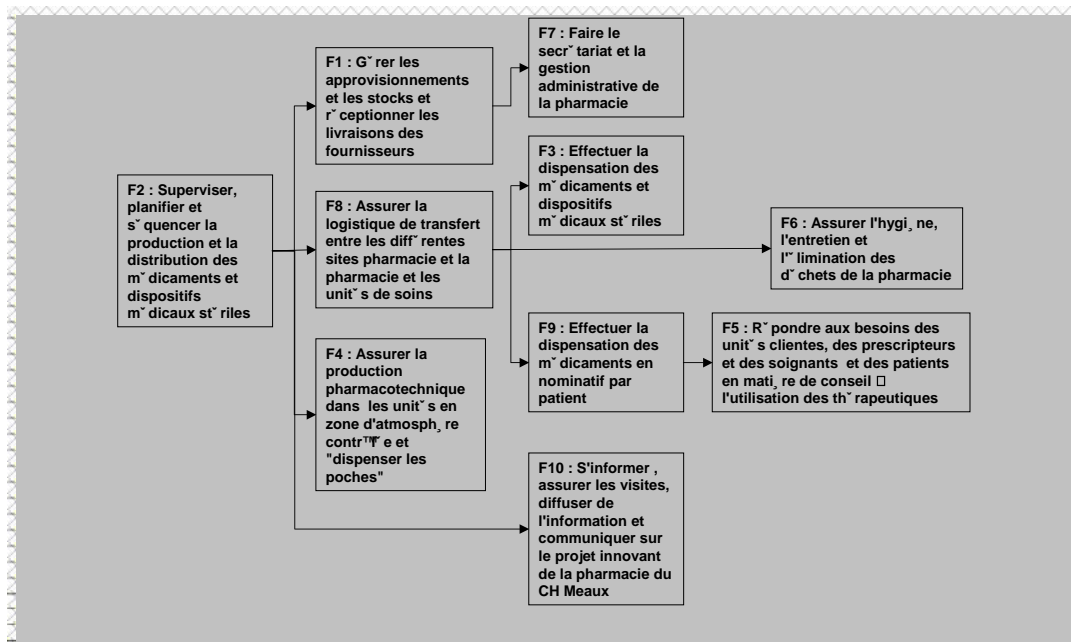 F7 : Faire le
secrˇ tariat et la
gestion
administrative de
la pharmacie
F1 : Gˇ rer les
approvisionnements
et les stocks et
rˇ ceptionner les
livraisons des
fournisseurs
F3 : Effectuer la
dispensation des
mˇ dicaments et
dispositifs
mˇ dicaux stˇ riles
F2 : Superviser,
planifier et
sˇ quencer la
production et la
distribution des
mˇ dicaments et
dispositifs
mˇ dicaux stˇ riles
F8 : Assurer la
logistique de transfert
entre les diffˇ rentes
sites pharmacie et la
pharmacie et les
unitˇ s de soins
F6 : Assurer l'hygi¸ ne,
l'entretien et
l'ˇ limination des
dˇ chets de la pharmacie
F9 : Effectuer la
dispensation des
mˇ dicaments en
nominatif par
patient
F5 : Rˇ pondre aux besoins des
unitˇ s clientes, des prescripteurs
et des soignants et des patients
en mati¸ re de conseil □
l'utilisation des thˇ rapeutiques
F4 : Assurer la
production
pharmacotechnique
dans les unitˇ s en
zone d'atmosph¸ re
e et
"dispenser les
poches"
F10 : S'informer ,
assurer les visites,
diffuser de
l'information et
communiquer sur
le projet innovant
de la pharmacie du
CH Meaux